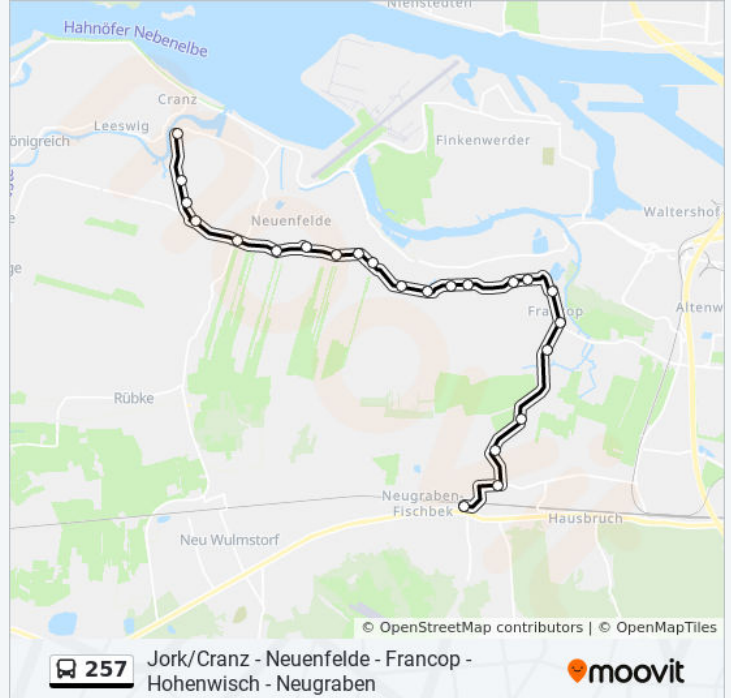 Nienstedten
Hahnöfer Nebenelbe
Cranz
Leeswig
önigreich
Finkenwerder
Waltershof
Neuenfelde
ge
Francop
Altenw
Rübke
Neugraben-
Fischbek
Hausbruch
Neu Wulmstorf
© OpenStreetMap contributors | © OpenMapTiles
257
Jork/Cranz - Neuenfelde - Francop -
Hohenwisch - Neugraben
moovit